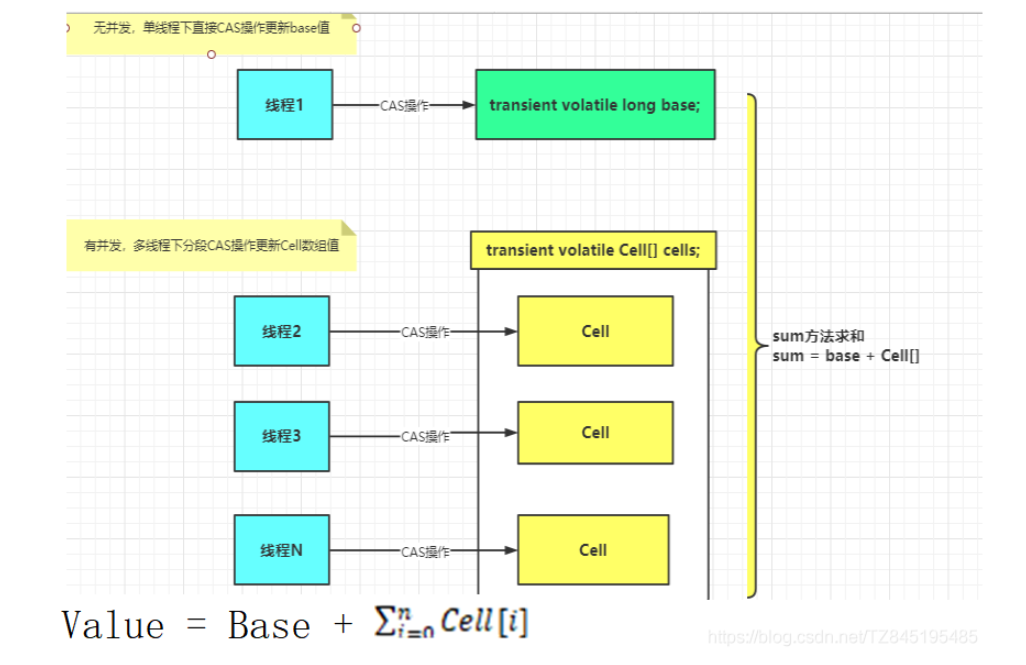 无并发，单线程下直接CAS操作更新base值
线程1
CAS操作
transient volatile long base;
有并发，多线程下分段CAS操作更新Cell数组值
transient volatile Cell[] cells;
线程2
CAS操作
Cell
sum方法求和
sum = base + Cell[]
线程3
CAS操作
Cell
线程N
CAS操作
Cell
Value = Base + ∑ⁿᵢ₌₀ Cell[i]
https://blog.csdn.net/TZ845195485